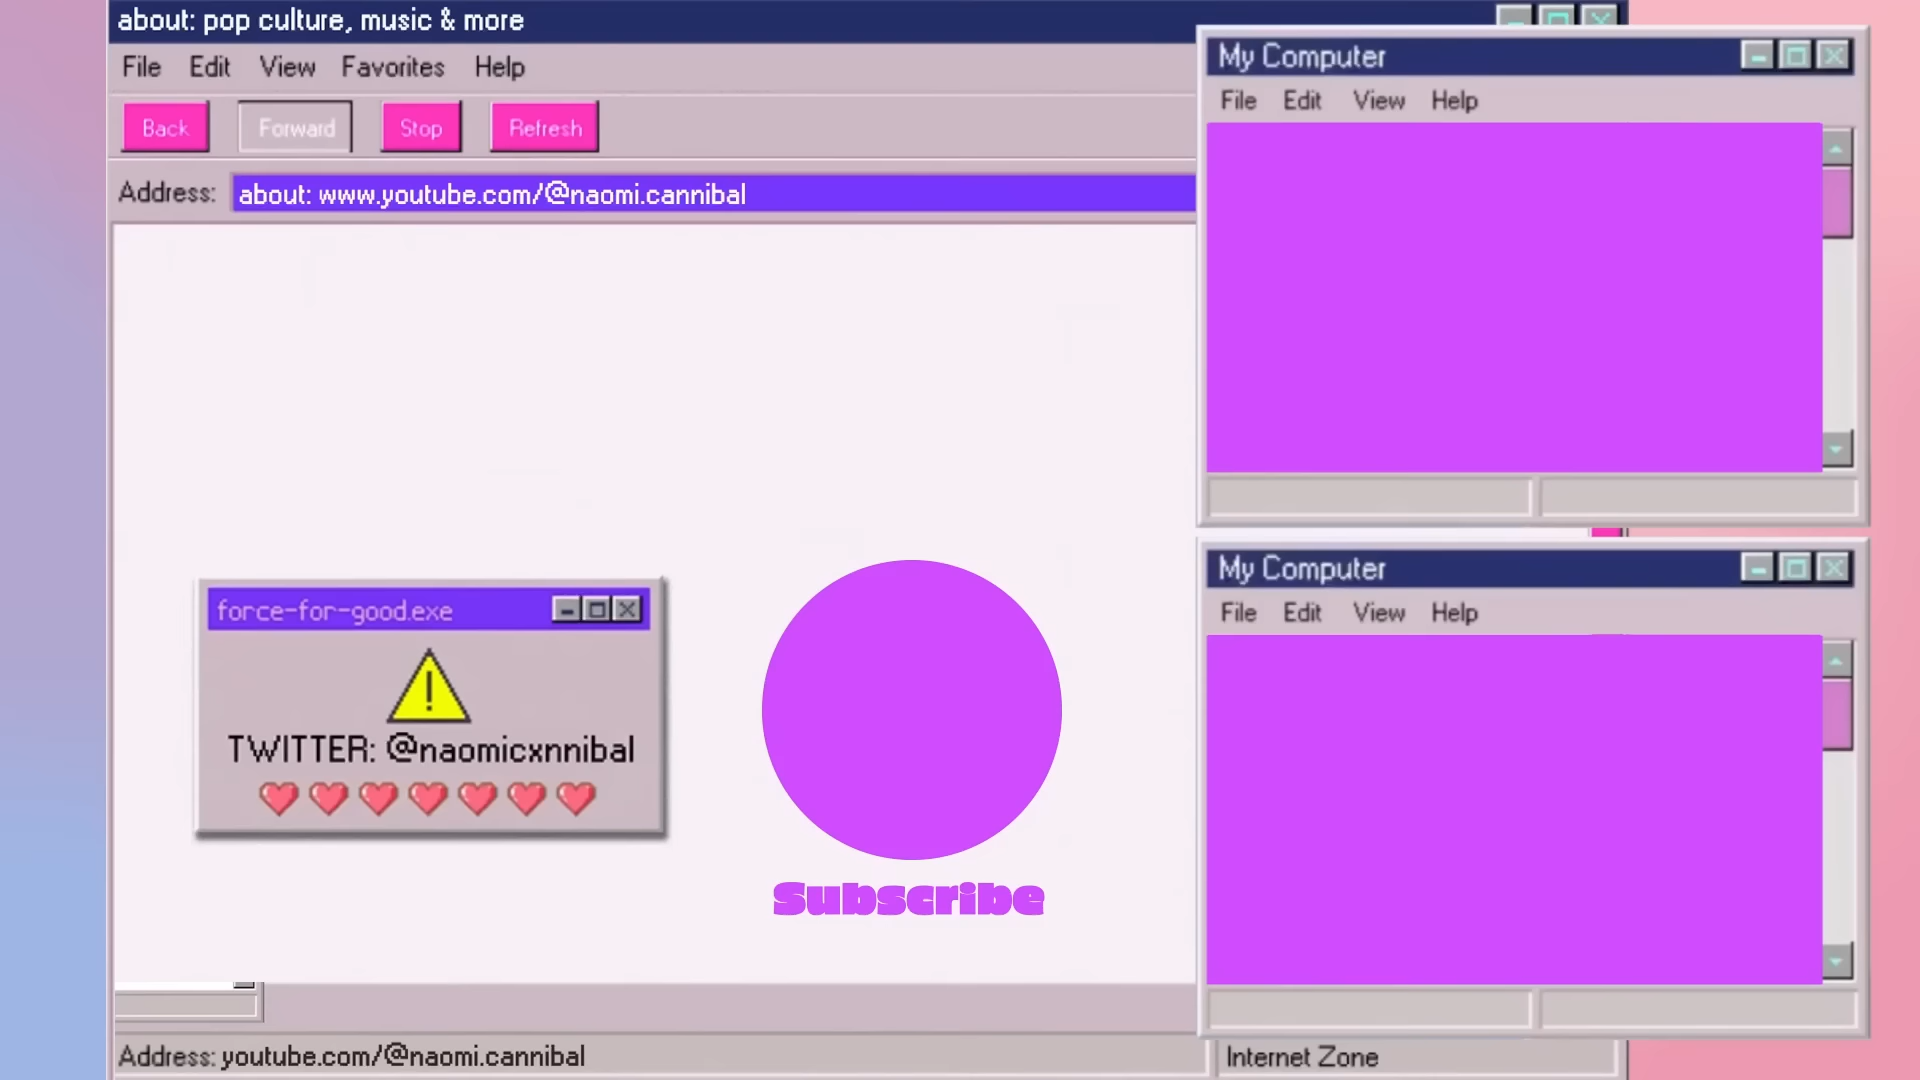 about: pop culture, music & more
File Edit View Favorites Help
Back Forward Stop Refresh
Address: about: www.youtube.com/@naomi.cannibal
My Computer
File Edit View Help
force-for-good.exe
TWITTER: @naomicxnnibal
Subscribe
My Computer
File Edit View Help
Address: youtube.com/@naomi.cannibal
Internet Zone